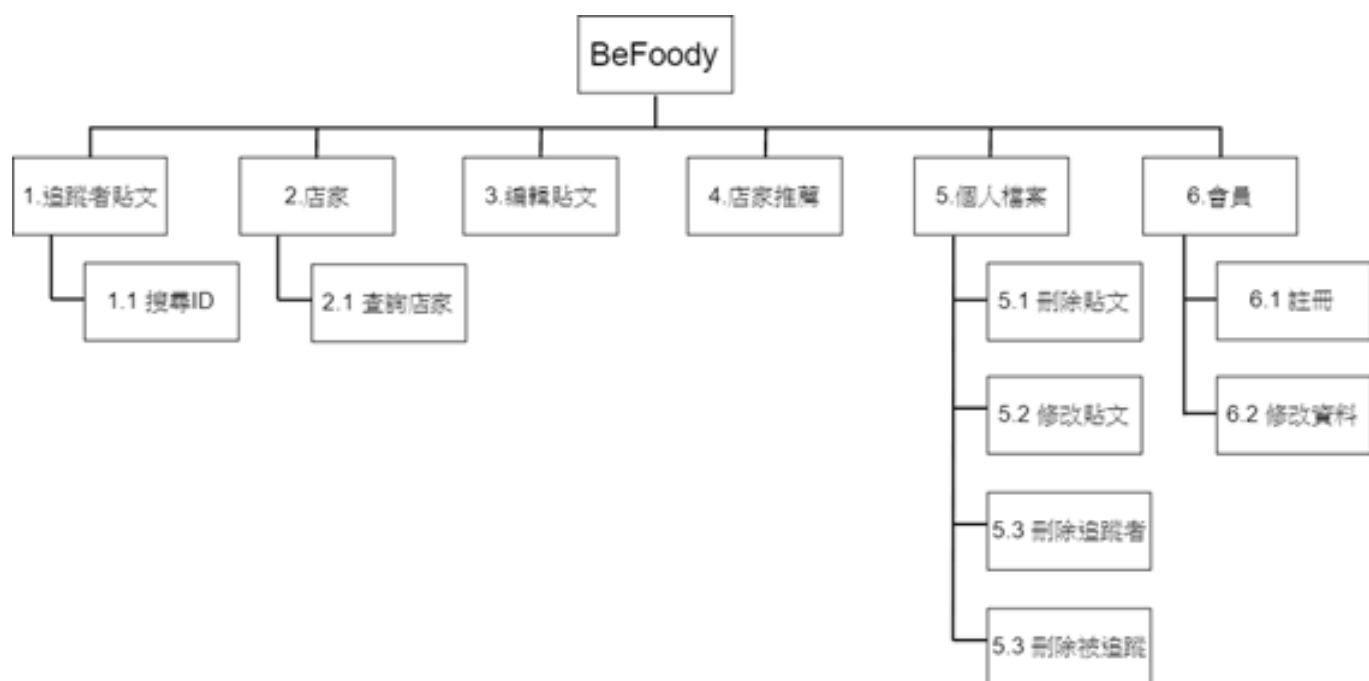 BeFoody
1.追蹤者貼文
2.店家
3.編輯貼文
4.店家推薦
5.個人檔案
6.會員
1.1 搜尋ID
2.1 查詢店家
5.1 刪除貼文
5.2 修改貼文
5.3 刪除追蹤者
5.3 刪除被追蹤
6.1 註冊
6.2 修改資料